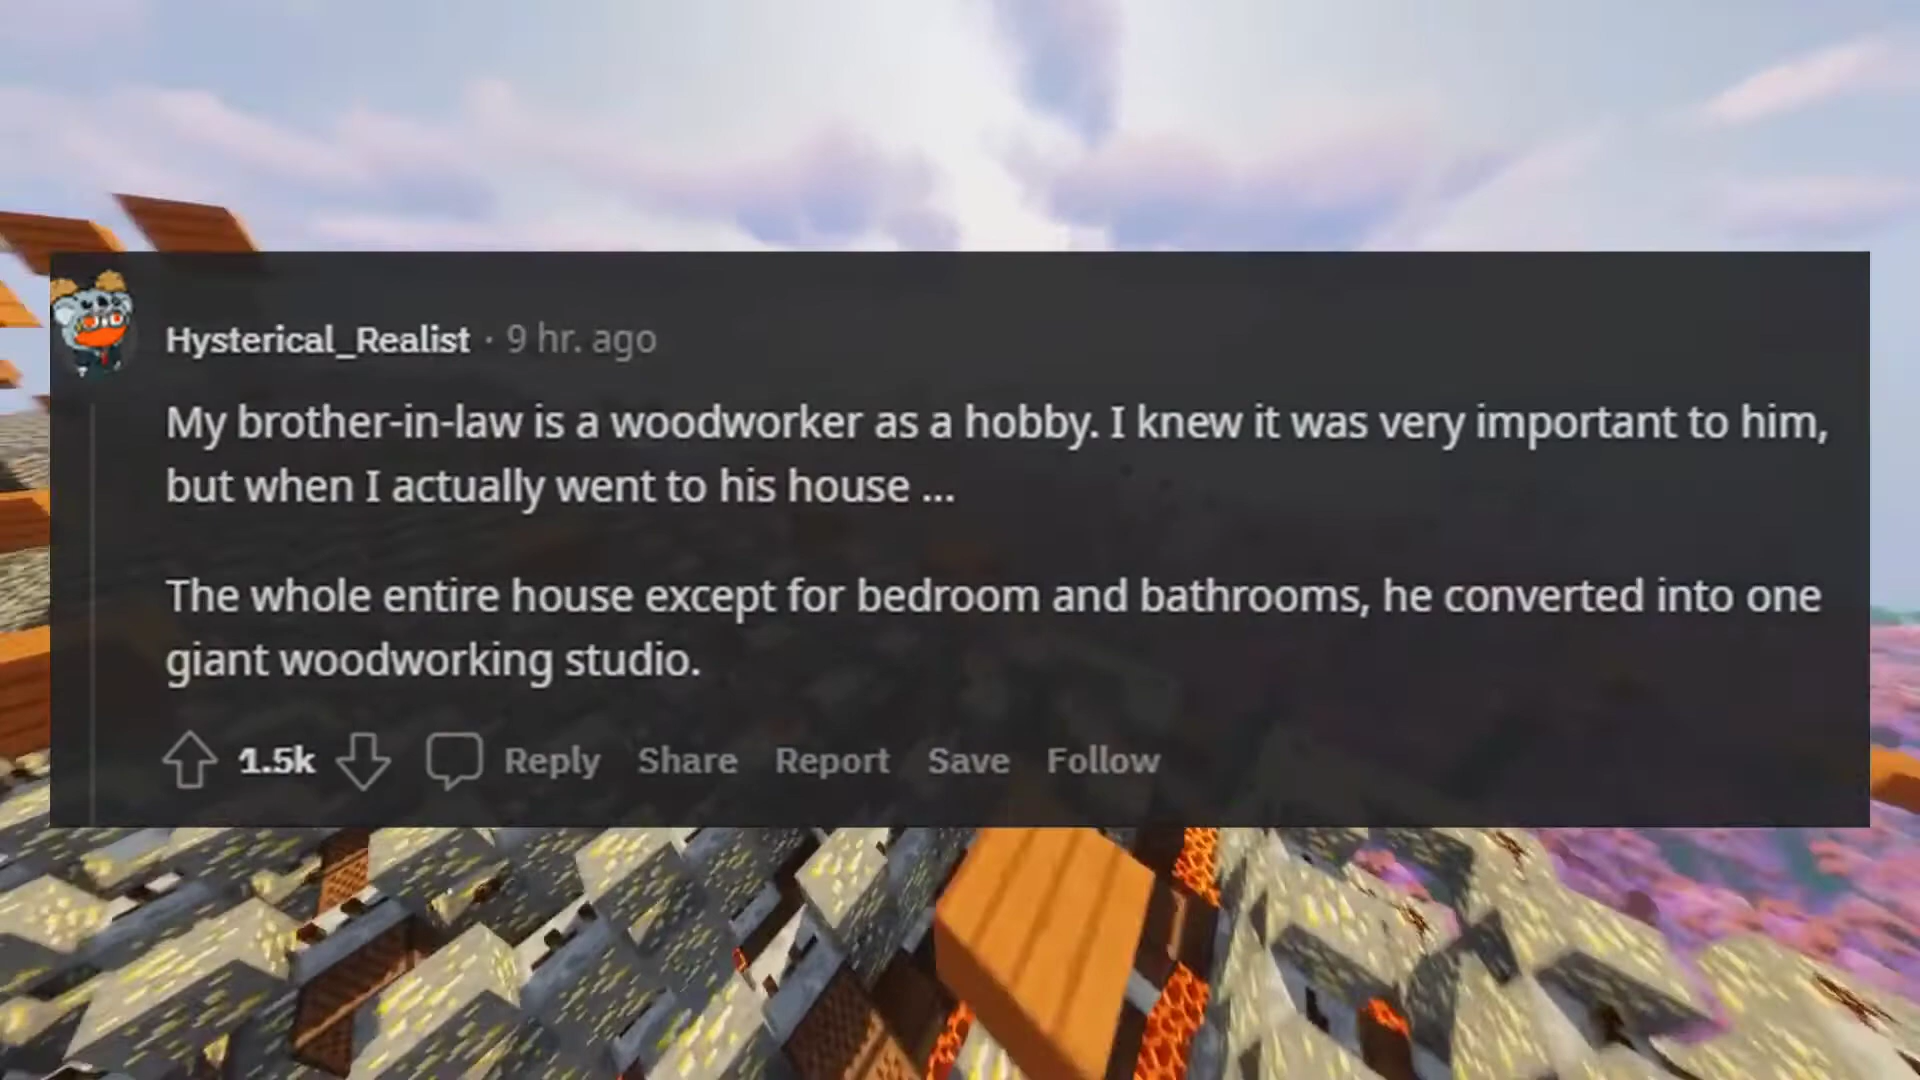 Hysterical_Realist · 9 hr. ago
My brother-in-law is a woodworker as a hobby. I knew it was very important to him,
but when I actually went to his house ...
The whole entire house except for bedroom and bathrooms, he converted into one
giant woodworking studio.
1.5k Reply Share Report Save Follow